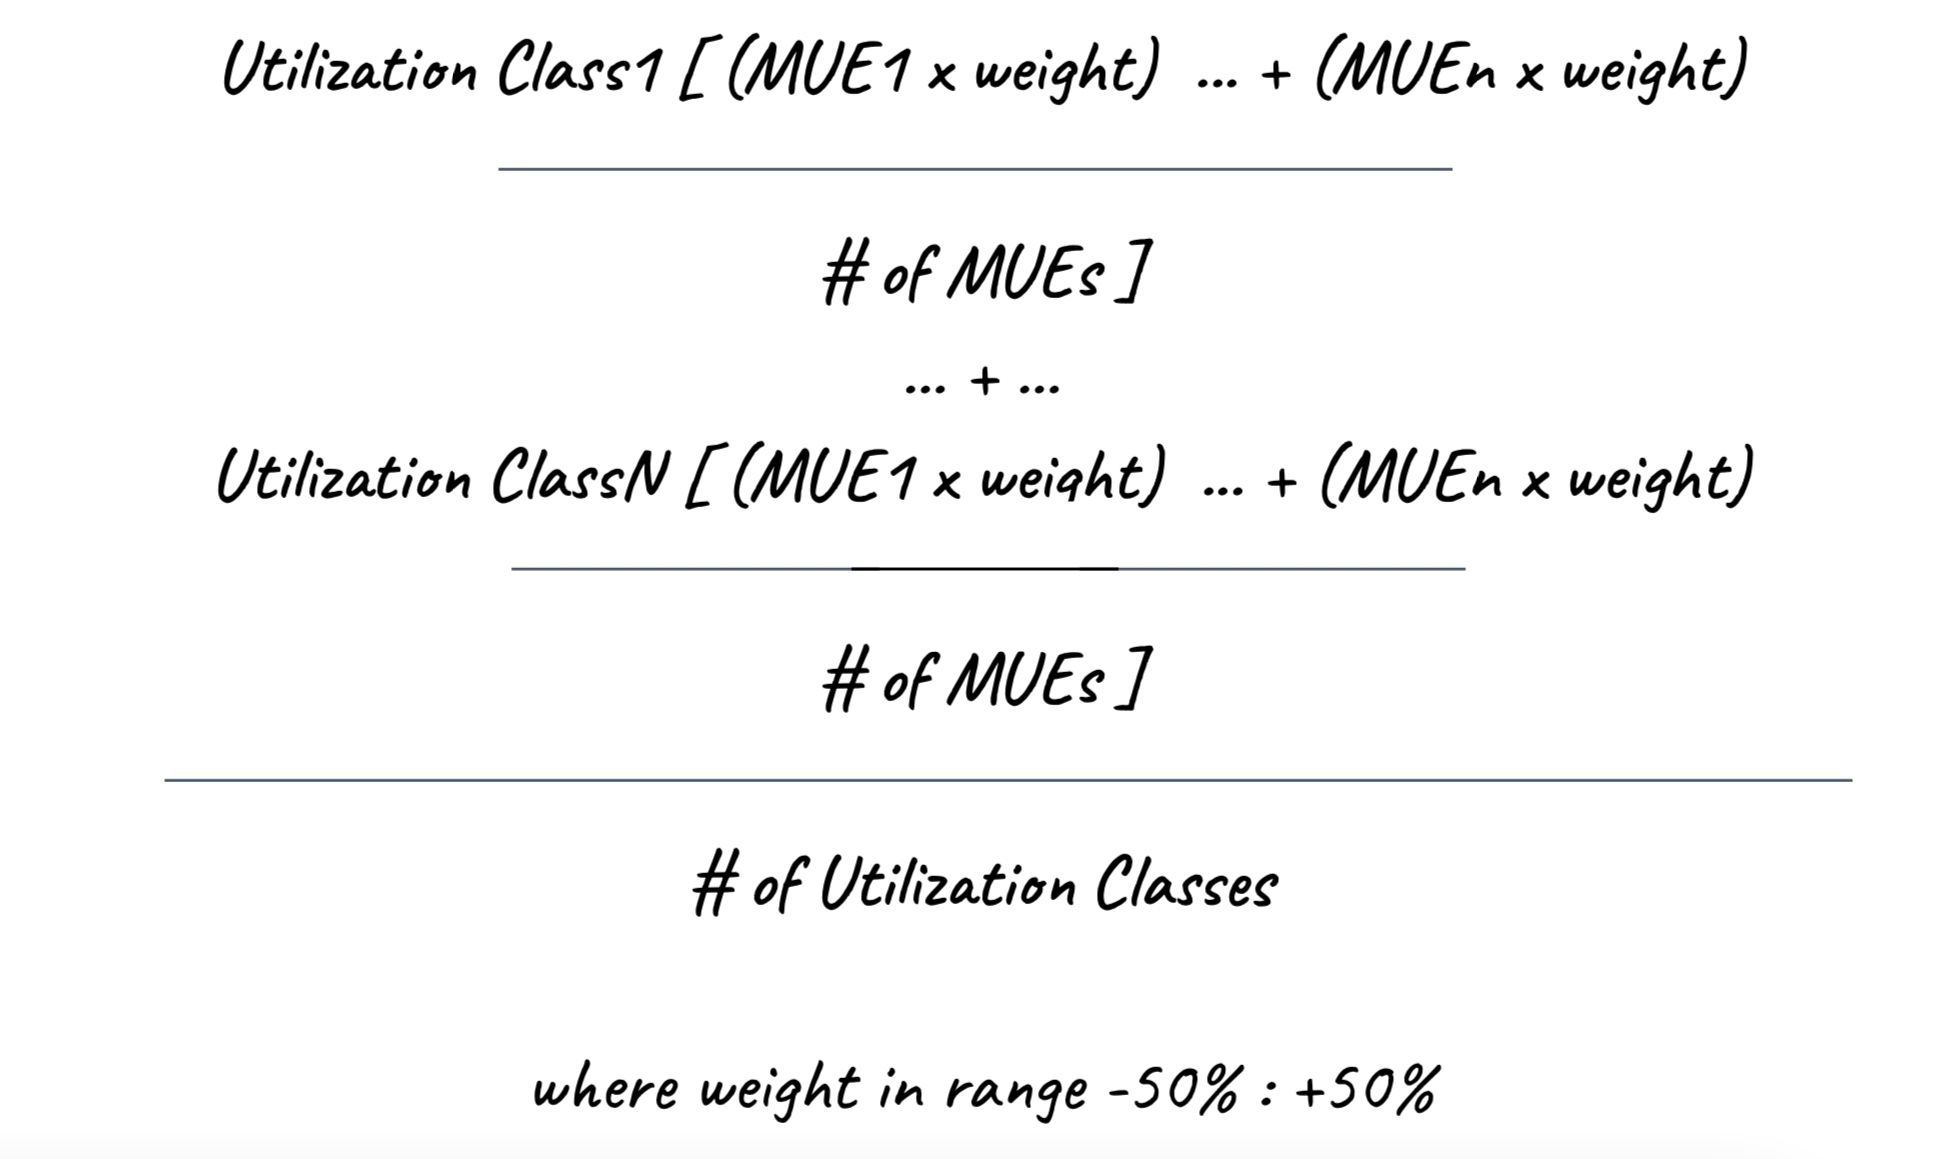 Utilization Class1 [ (MUE1 x weight) ... + (MUEn x weight)
# of MUEs ]
... + ...
Utilization ClassN [ (MUE1 x weight) ... + (MUEn x weight)
# of MUEs ]
# of Utilization Classes
where weight in range -50% : +50%